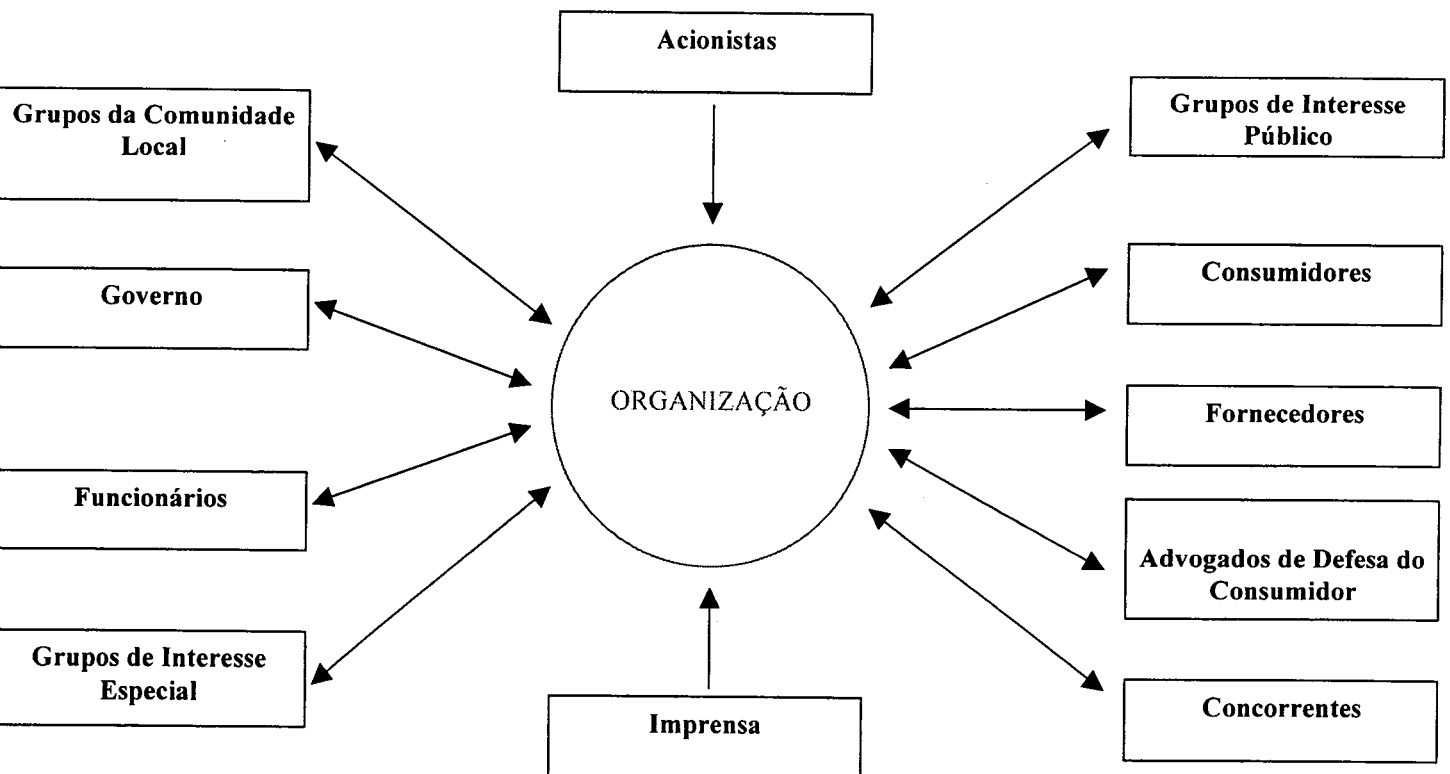 Acionistas
Grupos da Comunidade
Local
Grupos de Interesse
Público
Governo
Consumidores
ORGANIZAÇÃO
Fornecedores
Funcionários
Advogados de Defesa do
Consumidor
Grupos de Interesse
Especial
Imprensa
Concorrentes